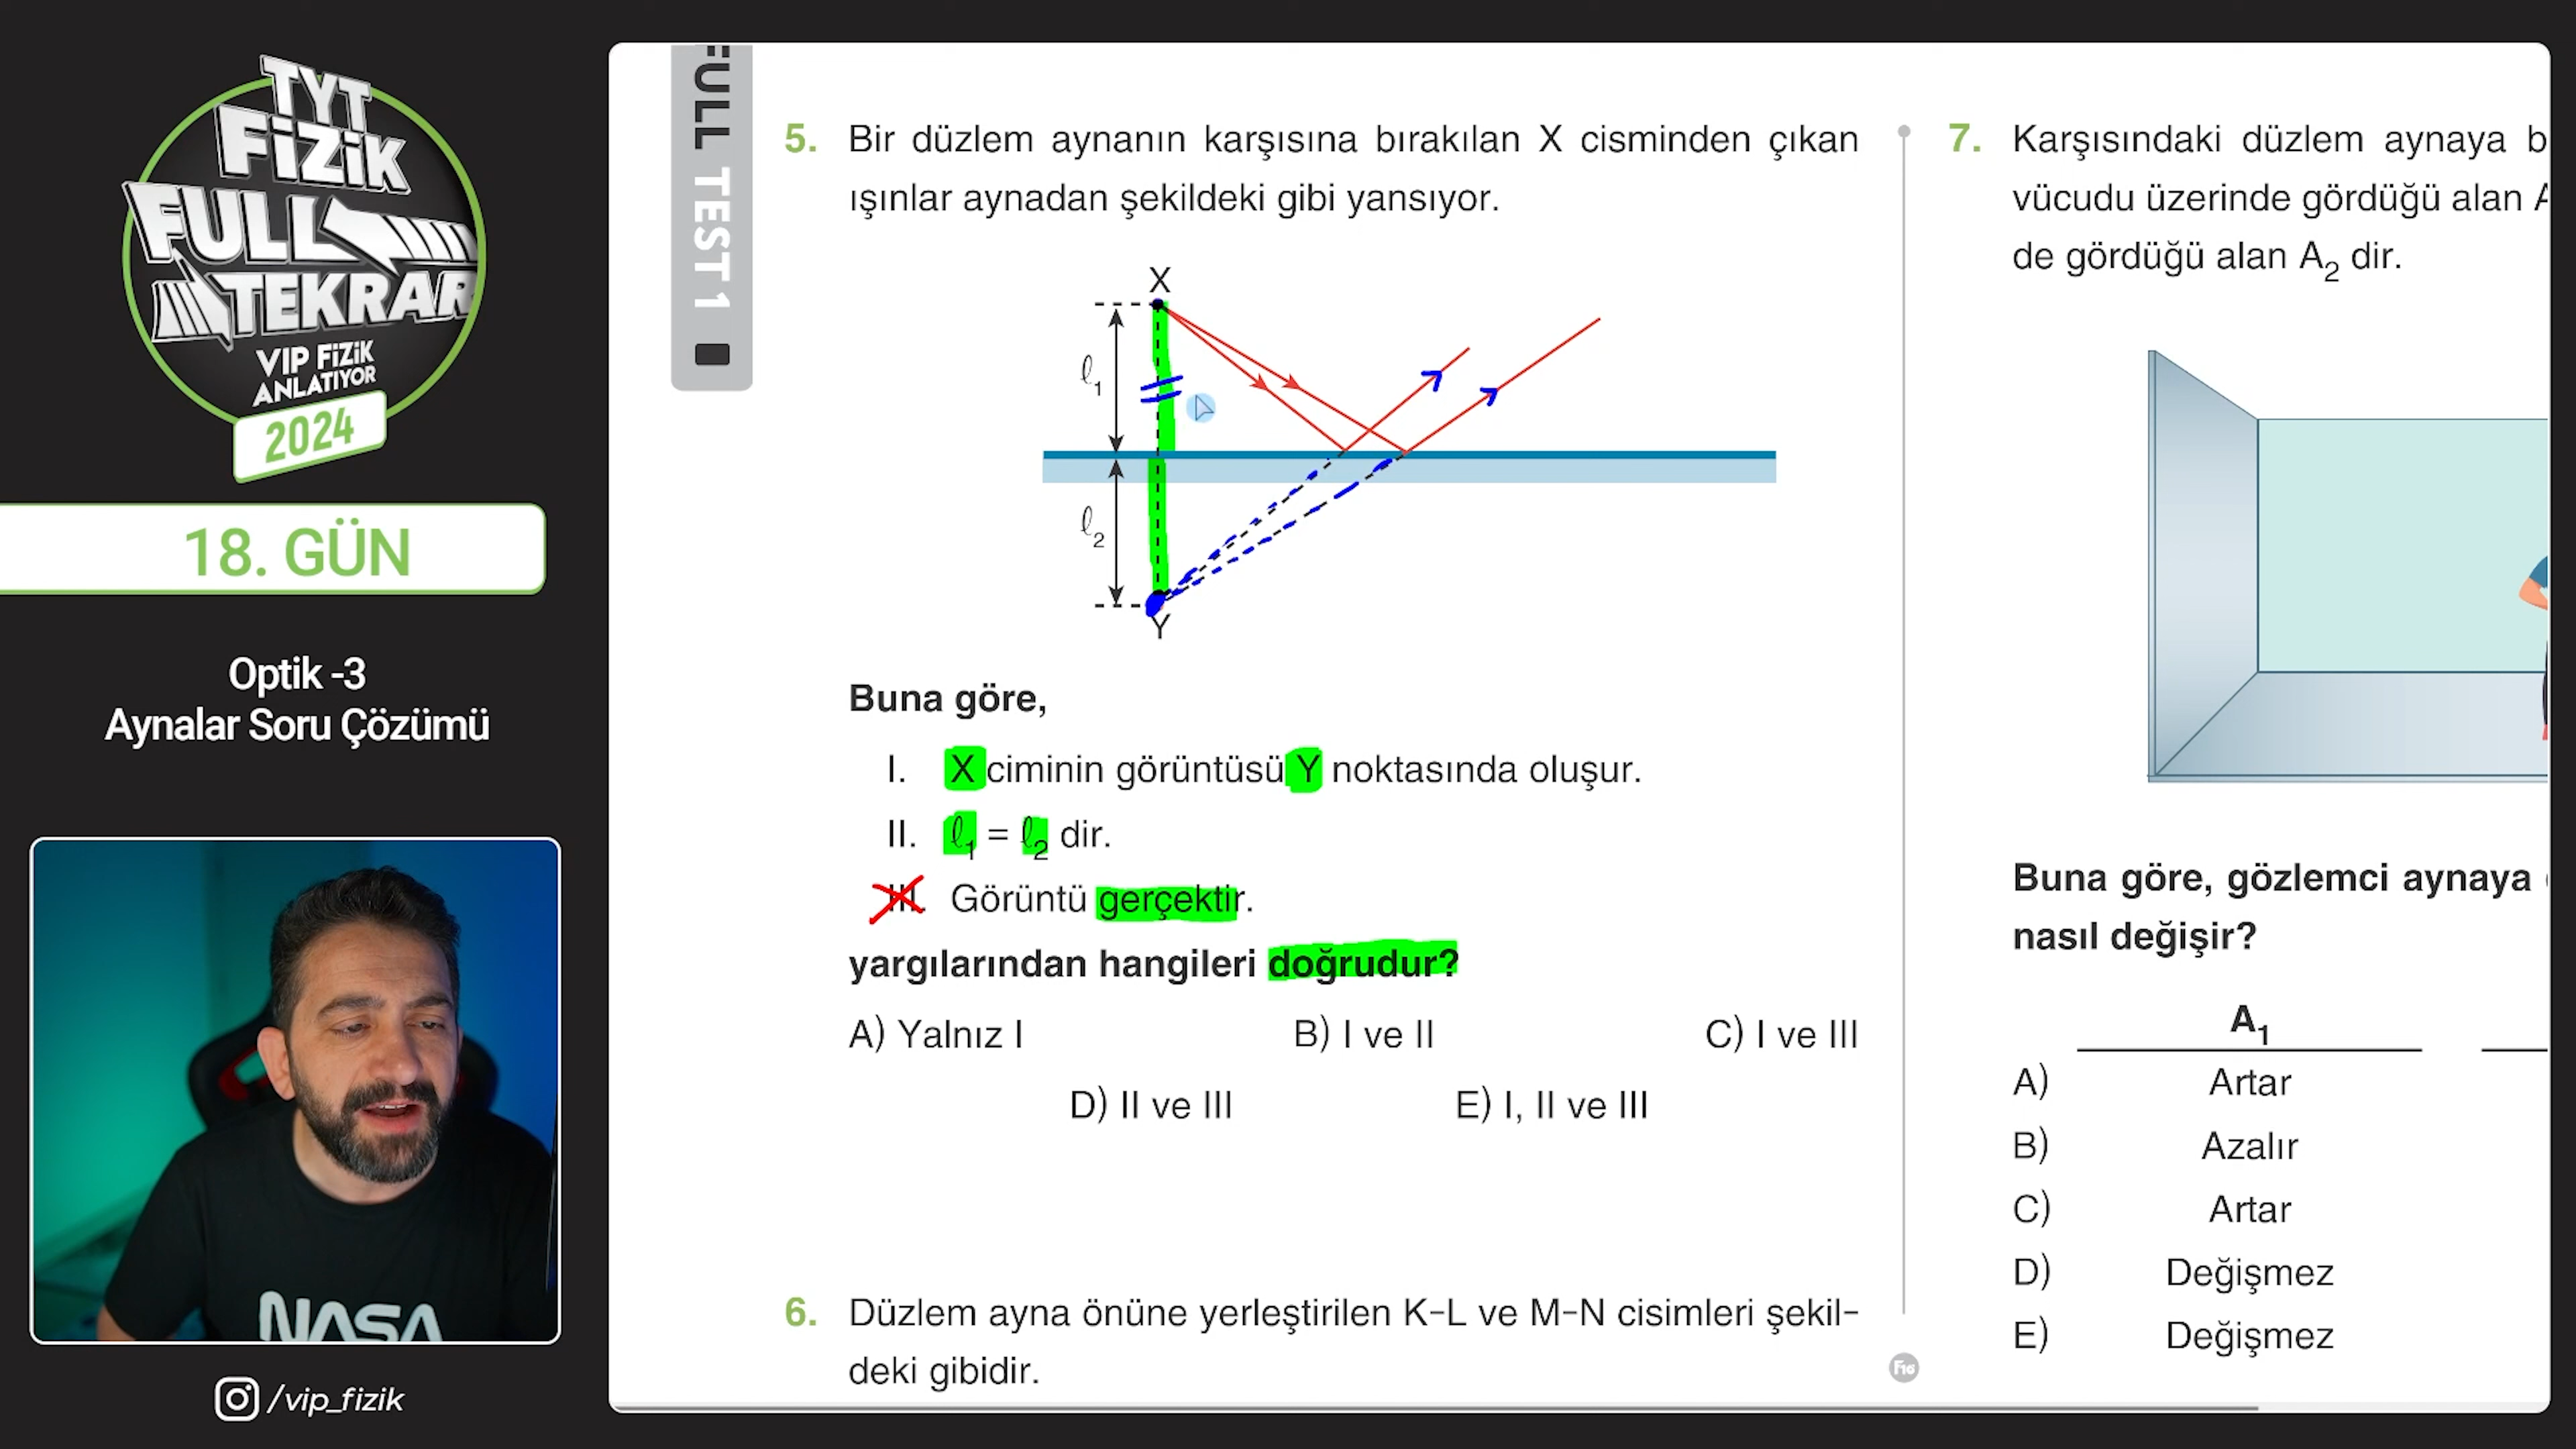 TYT
FiZiK
FULL
TEKRAR
VIP FiZiK
ANLATIYOR
2024
18. GÜN
Optik -3
Aynalar Soru Çözümü
NASA
/vip_fizik
FULL TEST 1
5. Bir düzlem aynanın karşısına bırakılan X cisminden çıkan
ışınlar aynadan şekildeki gibi yansıyor.
X
ℓ1
ℓ2
Y
Buna göre,
I. X ciminin görüntüsü Y noktasında oluşur.
II. ℓ1 = ℓ2 dir.
III. Görüntü gerçektir.
yargılarından hangileri doğrudur?
A) Yalnız I B) I ve II C) I ve III
D) II ve III E) I, II ve III
6. Düzlem ayna önüne yerleştirilen K-L ve M-N cisimleri şekil-
deki gibidir.
F16
7. Karşısındaki düzlem aynaya b
vücudu üzerinde gördüğü alan A
de gördüğü alan A2 dir.
Buna göre, gözlemci aynaya
nasıl değişir?
A1
A) Artar
B) Azalır
C) Artar
D) Değişmez
E) Değişmez